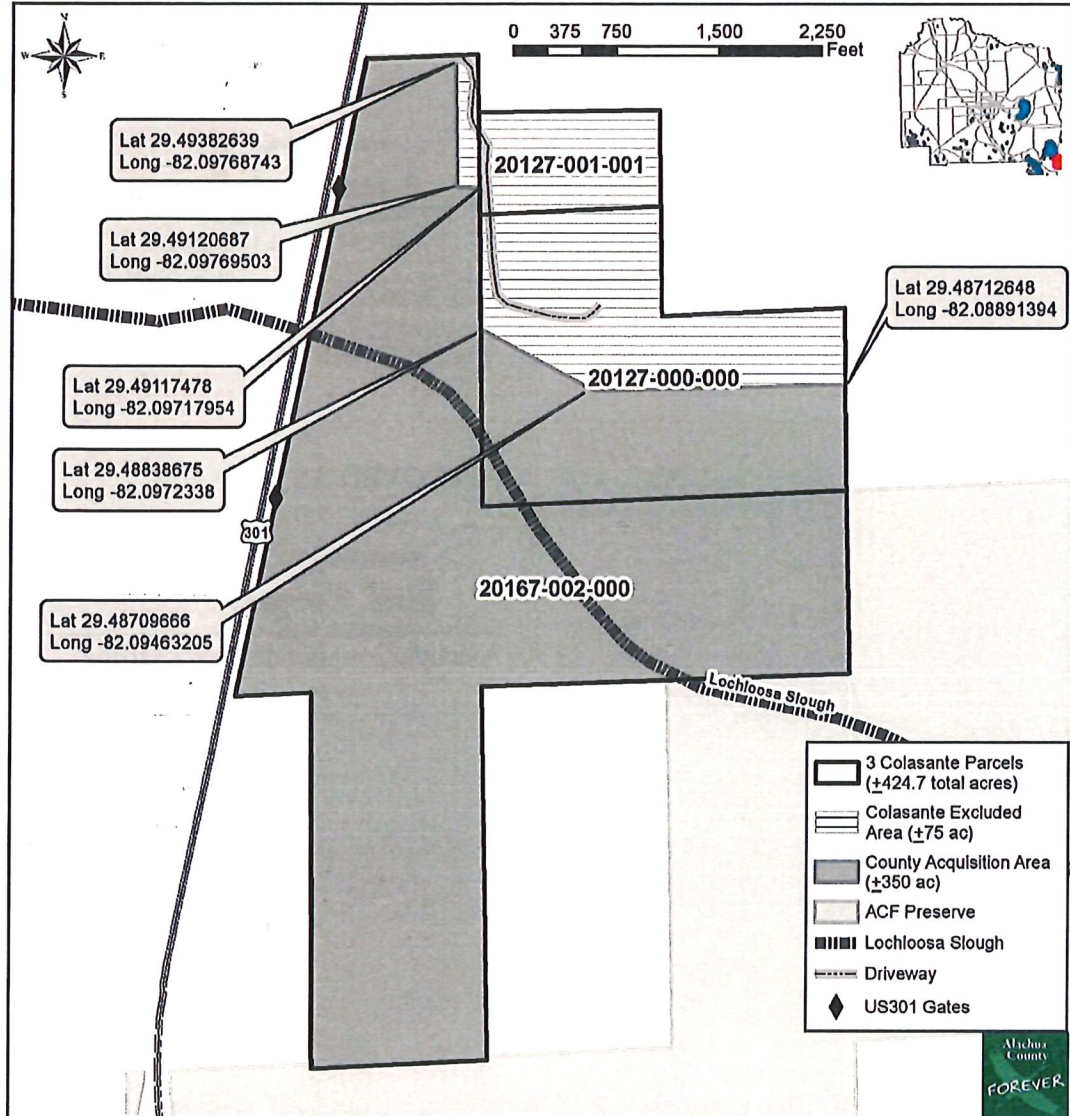 N
W
E
S
0 375 750 1,500 2,250
Feet
Lat 29.49382639
Long -82.09768743
20127-001-001
Lat 29.49120687
Long -82.09769503
Lat 29.48712648
Long -82.08891394
Lat 29.49117478
Long -82.09717954
20127-000-000
Lat 29.48838675
Long -82.0972338
301
20167-002-000
Lat 29.48709666
Long -82.09463205
Lochloosa Slough
3 Colasante Parcels
(±424.7 total acres)
Colasante Excluded
Area (±75 ac)
County Acquisition Area
(±350 ac)
ACF Preserve
Lochloosa Slough
Driveway
US301 Gates
Alachua
County
FOREVER